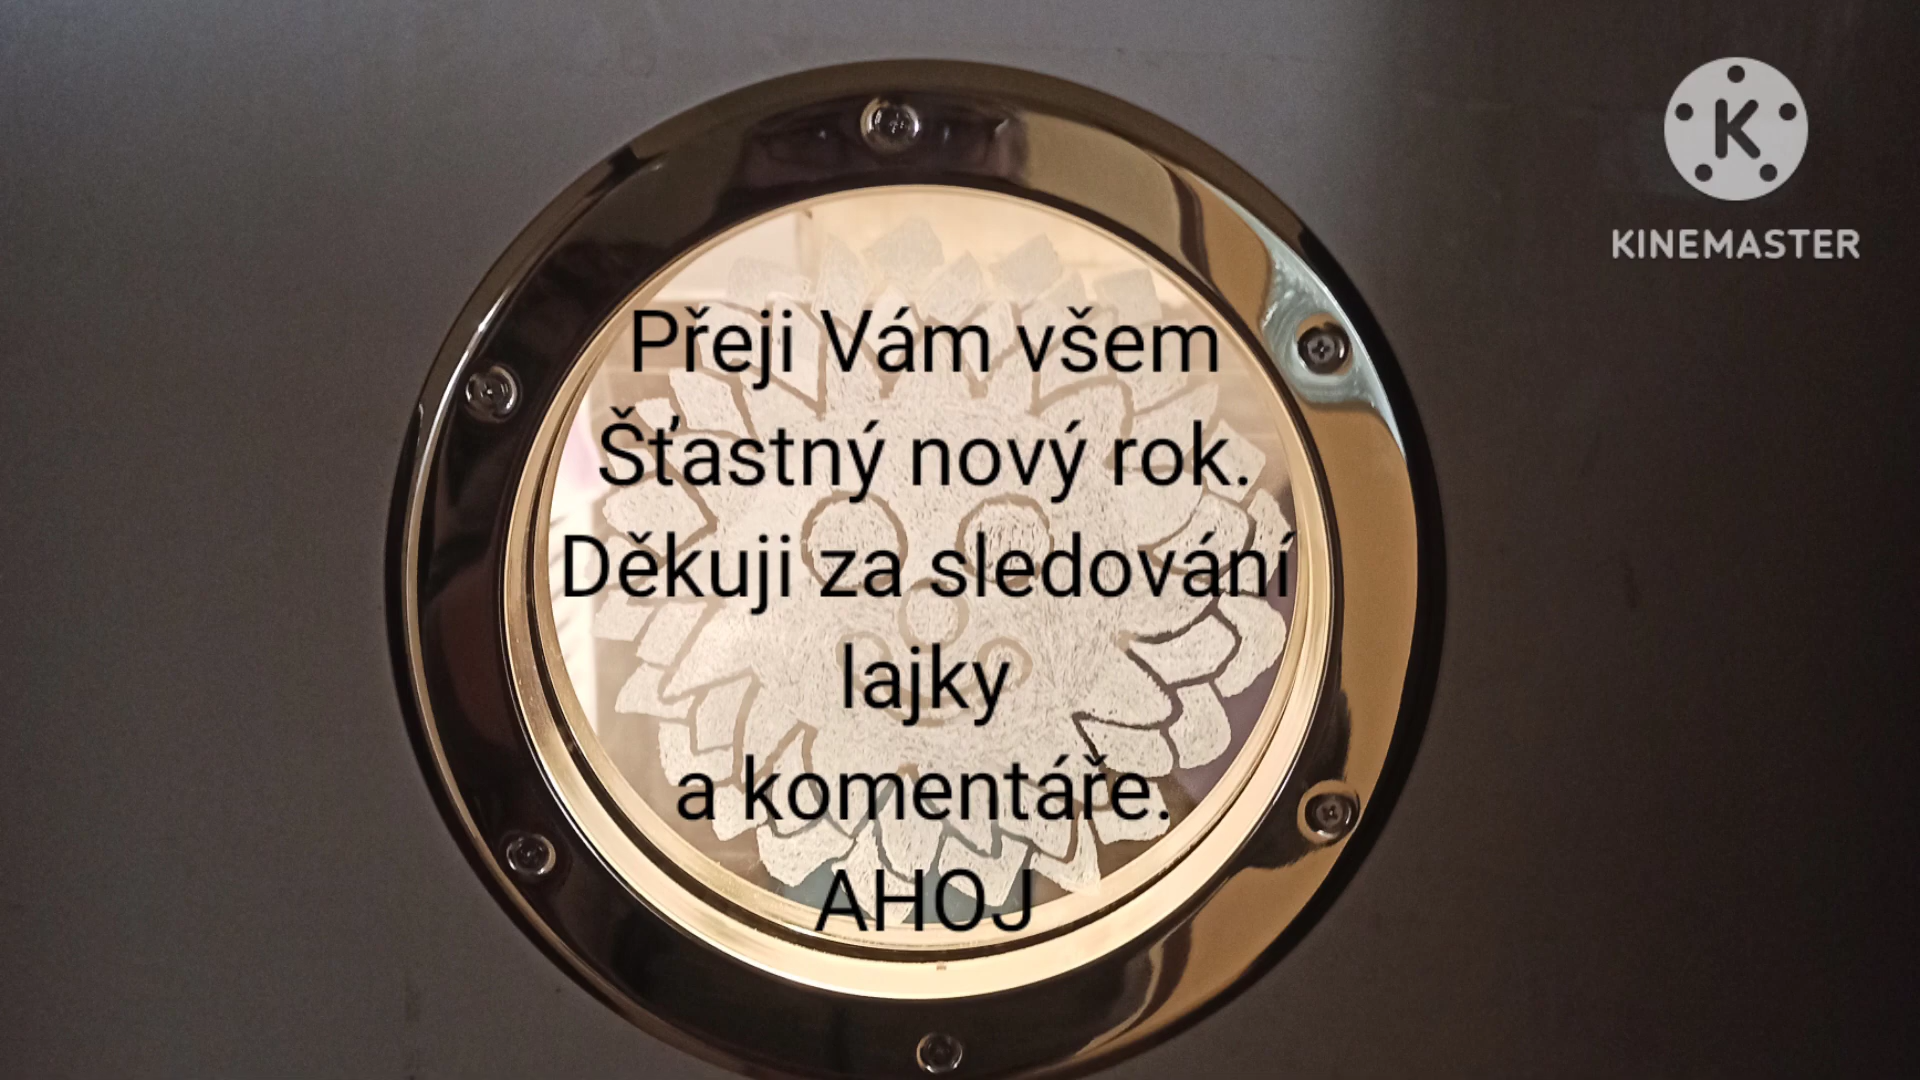 KINEMASTER
Přeji Vám všem
Šťastný nový rok.
Děkuji za sledování
lajky
a komentáře.
AHOJ